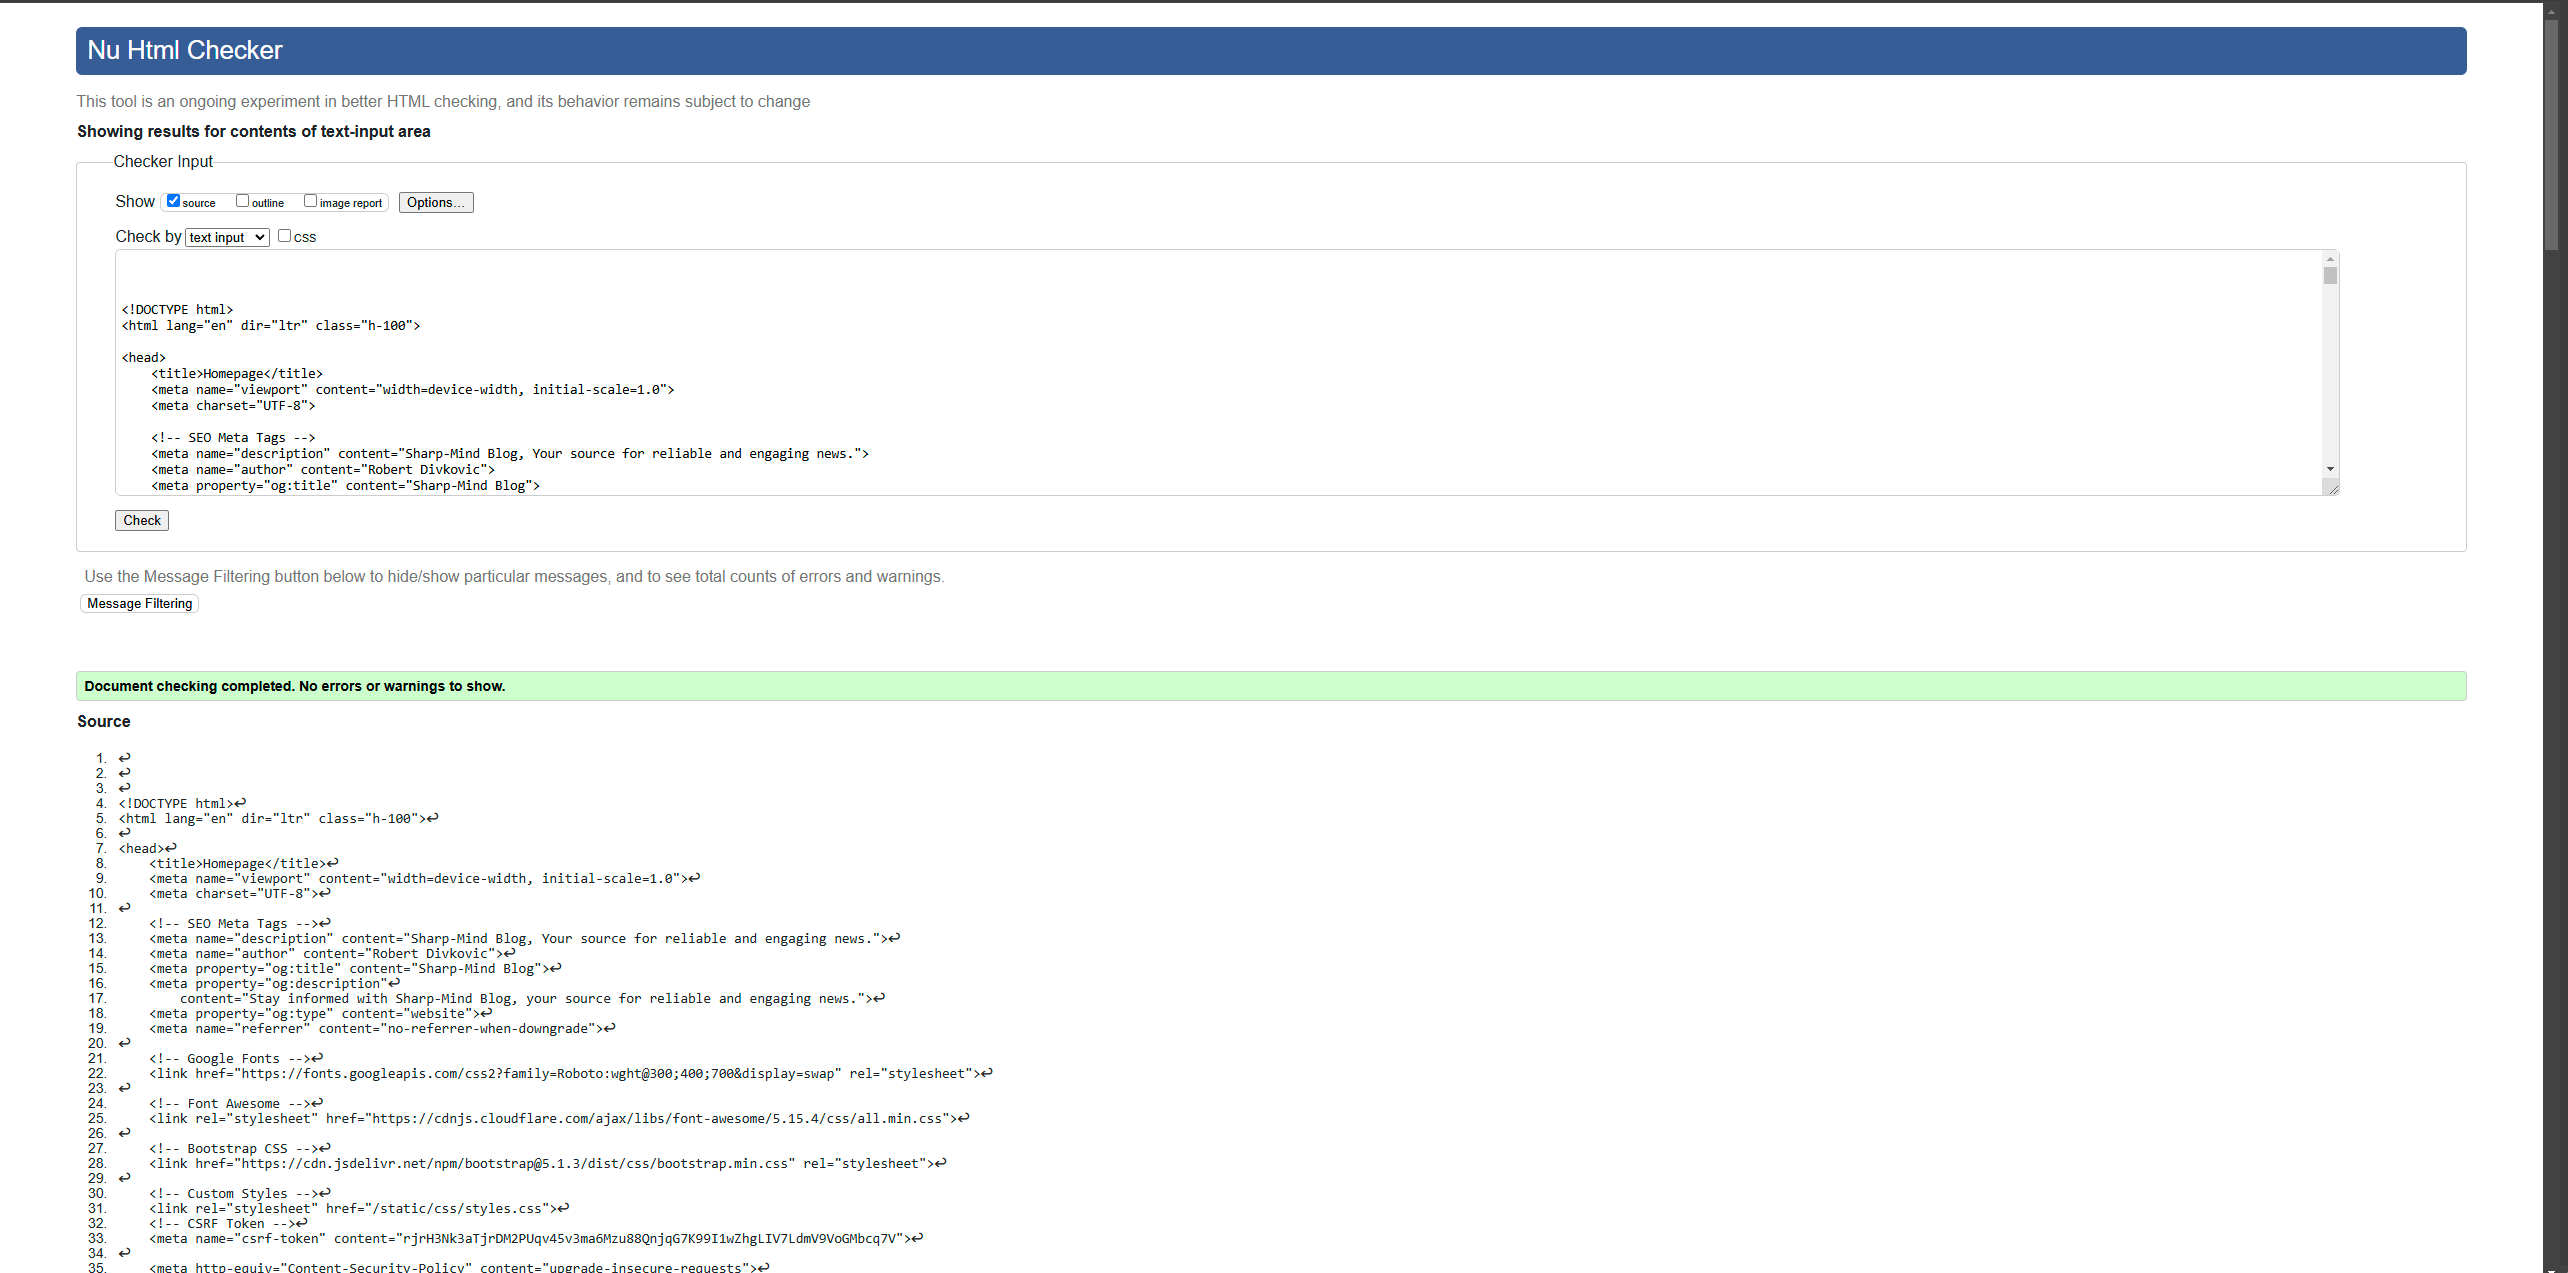 Nu Html Checker
This tool is an ongoing experiment in better HTML checking, and its behavior remains subject to change
Showing results for contents of text-input area
Checker Input
Show source outline image report Options...
Check by text input css
<!DOCTYPE html>
<html lang="en" dir="ltr" class="h-100">
<head>
    <title>Homepage</title>
    <meta name="viewport" content="width=device-width, initial-scale=1.0">
    <meta charset="UTF-8">
    <!-- SEO Meta Tags -->
    <meta name="description" content="Sharp-Mind Blog, Your source for reliable and engaging news.">
    <meta name="author" content="Robert Divkovic">
    <meta property="og:title" content="Sharp-Mind Blog">
Check
Use the Message Filtering button below to hide/show particular messages, and to see total counts of errors and warnings.
Message Filtering
Document checking completed. No errors or warnings to show.
Source
1. ↩
2. ↩
3. ↩
4. <!DOCTYPE html>↩
5. <html lang="en" dir="ltr" class="h-100">↩
6. ↩
7. <head>↩
8.     <title>Homepage</title>↩
9.     <meta name="viewport" content="width=device-width, initial-scale=1.0">↩
10.     <meta charset="UTF-8">↩
11. ↩
12.     <!-- SEO Meta Tags -->↩
13.     <meta name="description" content="Sharp-Mind Blog, Your source for reliable and engaging news.">↩
14.     <meta name="author" content="Robert Divkovic">↩
15.     <meta property="og:title" content="Sharp-Mind Blog">↩
16.     <meta property="og:description"↩
17.         content="Stay informed with Sharp-Mind Blog, your source for reliable and engaging news.">↩
18.     <meta property="og:type" content="website">↩
19.     <meta name="referrer" content="no-referrer-when-downgrade">↩
20. ↩
21.     <!-- Google Fonts -->↩
22.     <link href="https://fonts.googleapis.com/css2?family=Roboto:wght@300;400;700&display=swap" rel="stylesheet">↩
23. ↩
24.     <!-- Font Awesome -->↩
25.     <link rel="stylesheet" href="https://cdnjs.cloudflare.com/ajax/libs/font-awesome/5.15.4/css/all.min.css">↩
26. ↩
27.     <!-- Bootstrap CSS -->↩
28.     <link href="https://cdn.jsdelivr.net/npm/bootstrap@5.1.3/dist/css/bootstrap.min.css" rel="stylesheet">↩
29. ↩
30.     <!-- Custom Styles -->↩
31.     <link rel="stylesheet" href="/static/css/styles.css">↩
32.     <!-- CSRF Token -->↩
33.     <meta name="csrf-token" content="rjrH3Nk3aTjrDM2PUqv45v3ma6Mzu88QnjqG7K99I1wZhgLIV7LdmV9VoGMbcq7V">↩
34. ↩
35.     <meta http-equiv="Content-Security-Policy" content="upgrade-insecure-requests">↩